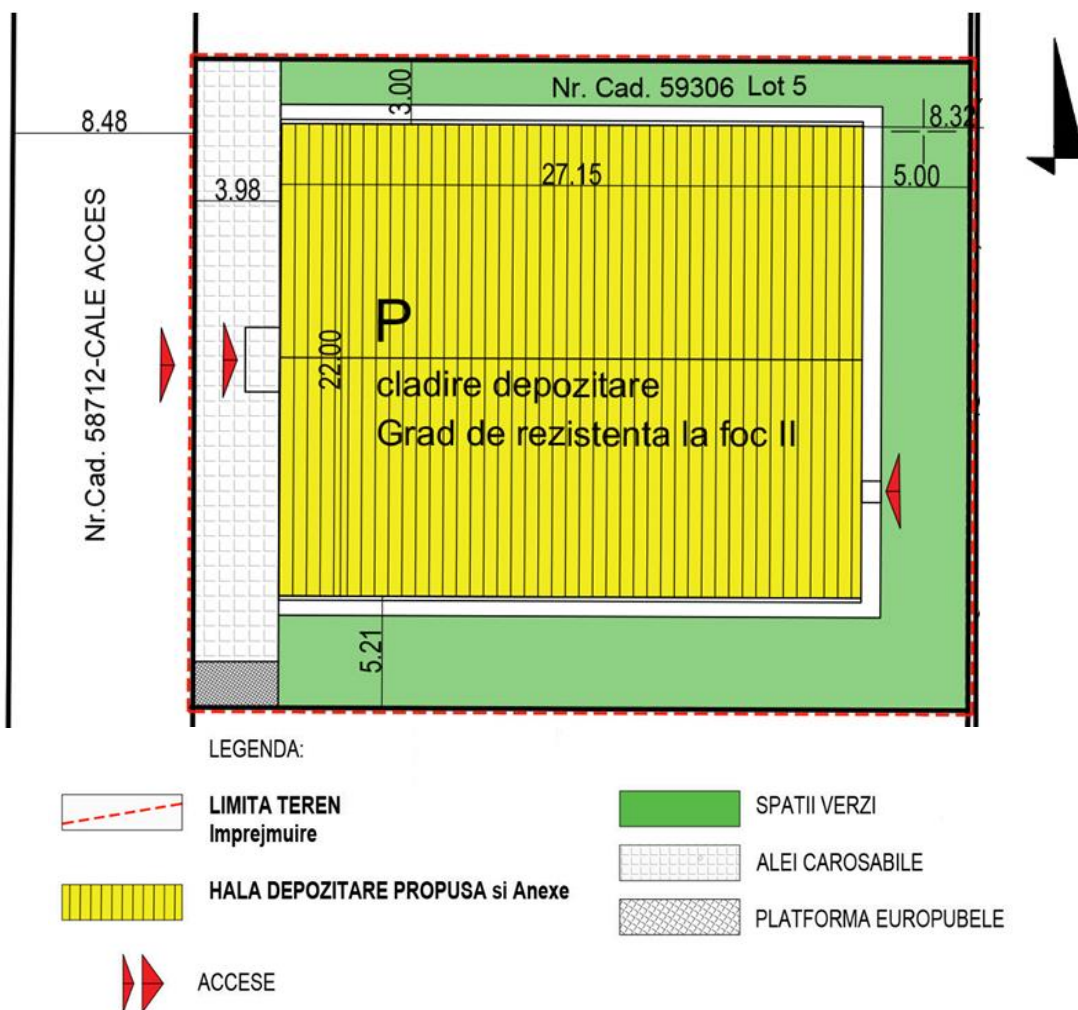 Nr. Cad. 59306 Lot 5
3.00
8.48
8.32
27.15
5.00
3.98
Nr.Cad. 58712-CALE ACCES
P
22.00
cladire depozitare
Grad de rezistenta la foc II
5.21
LEGENDA:
LIMITA TEREN
Imprejmuire
HALA DEPOZITARE PROPUSA si Anexe
ACCESE
SPATII VERZI
ALEI CAROSABILE
PLATFORMA EUROPUBELE